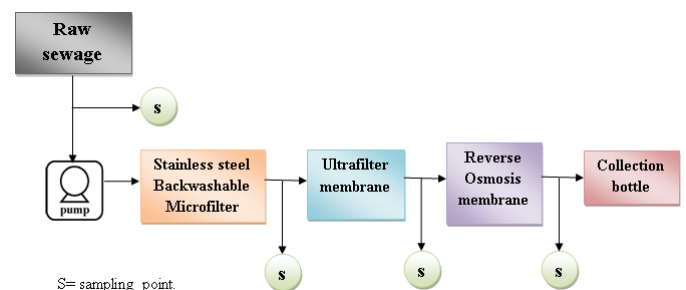 Raw
sewage
s
pump
Stainless steel
Backwashable
Microfilter
Ultrafilter
membrane
Reverse
Osmosis
membrane
Collection
bottle
s
s
s
S= sampling point.